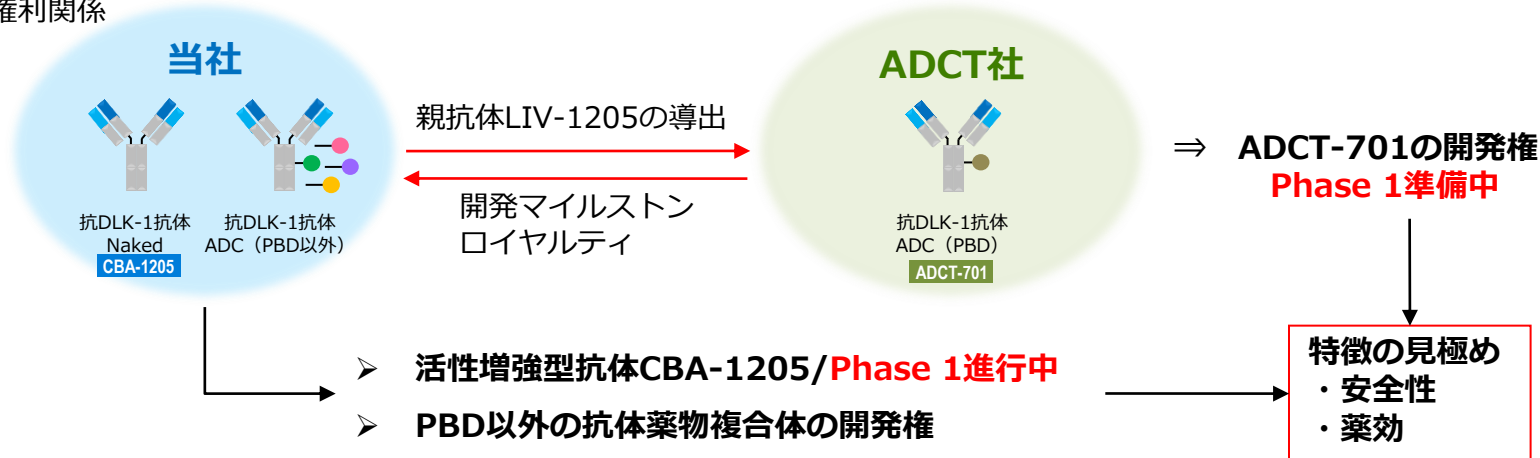 権利関係
当社
ADCT社
親抗体LIV-1205の導出
開発マイルストン
ロイヤルティ
⇒ ADCT-701の開発権
Phase 1準備中
抗DLK-1抗体
Naked
CBA-1205
抗DLK-1抗体
ADC（PBD以外）
抗DLK-1抗体
ADC（PBD）
ADCT-701
➢ 活性増強型抗体CBA-1205/Phase 1進行中
➢ PBD以外の抗体薬物複合体の開発権
特徴の見極め
・安全性
・薬効